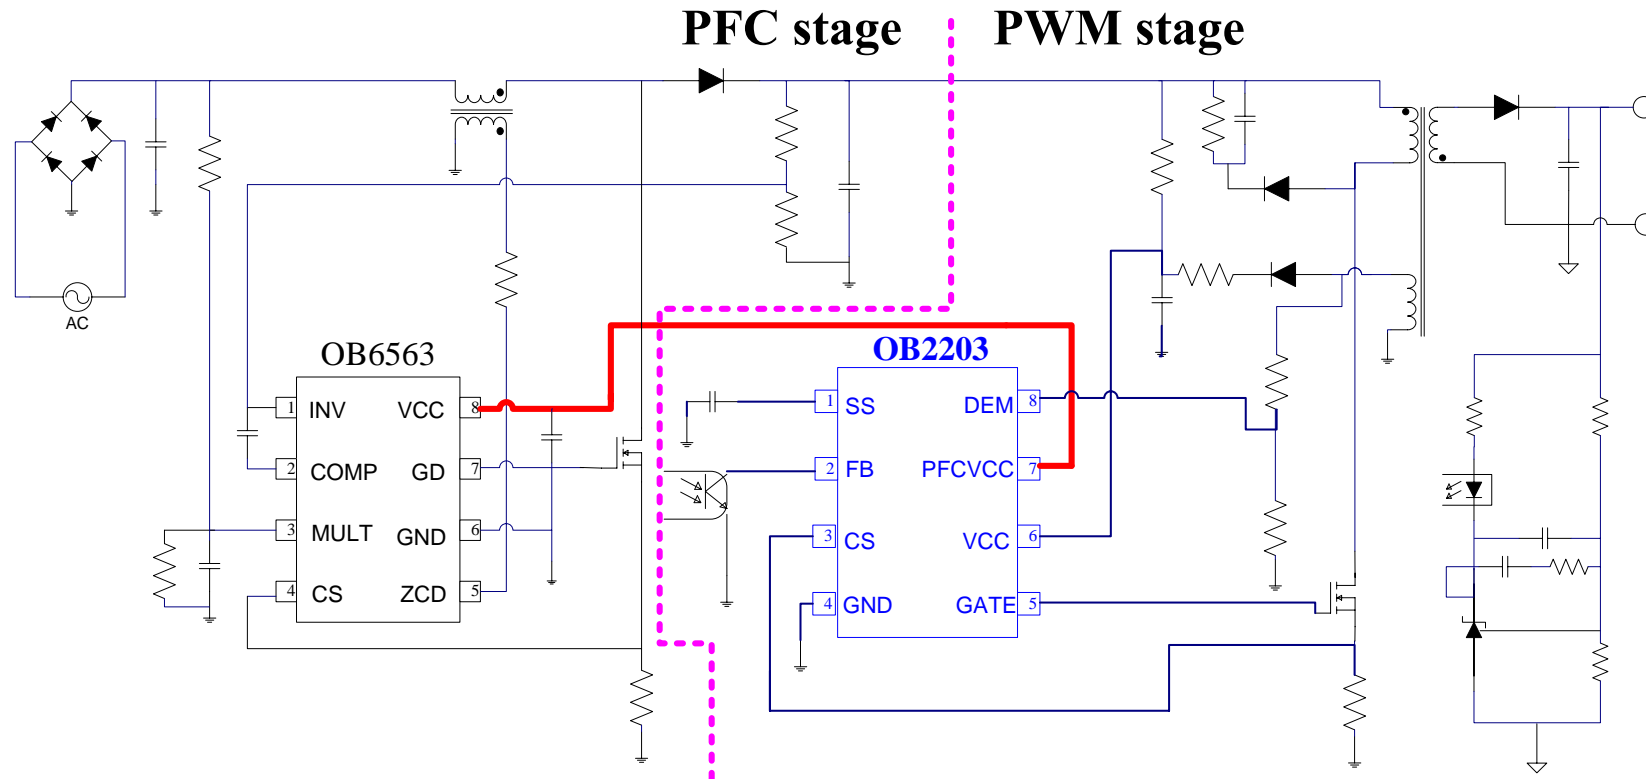 PFC stage
PWM stage
AC
OB6563
1 INV
VCC 8
2 COMP
GD 7
3 MULT
GND 6
4 CS
ZCD 5
OB2203
1 SS
DEM 8
2 FB
PFCVCC 7
3 CS
VCC 6
4 GND
GATE 5